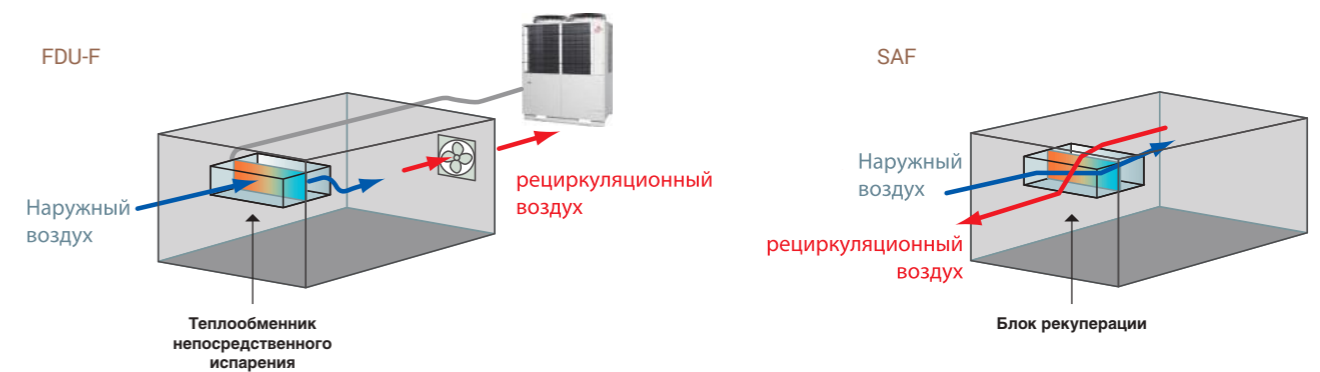 FDU-F
Наружный
воздух
рециркуляционный
воздух
Теплообменник
непосредственного
испарения
SAF
Наружный
воздух
рециркуляционный
воздух
Блок рекуперации